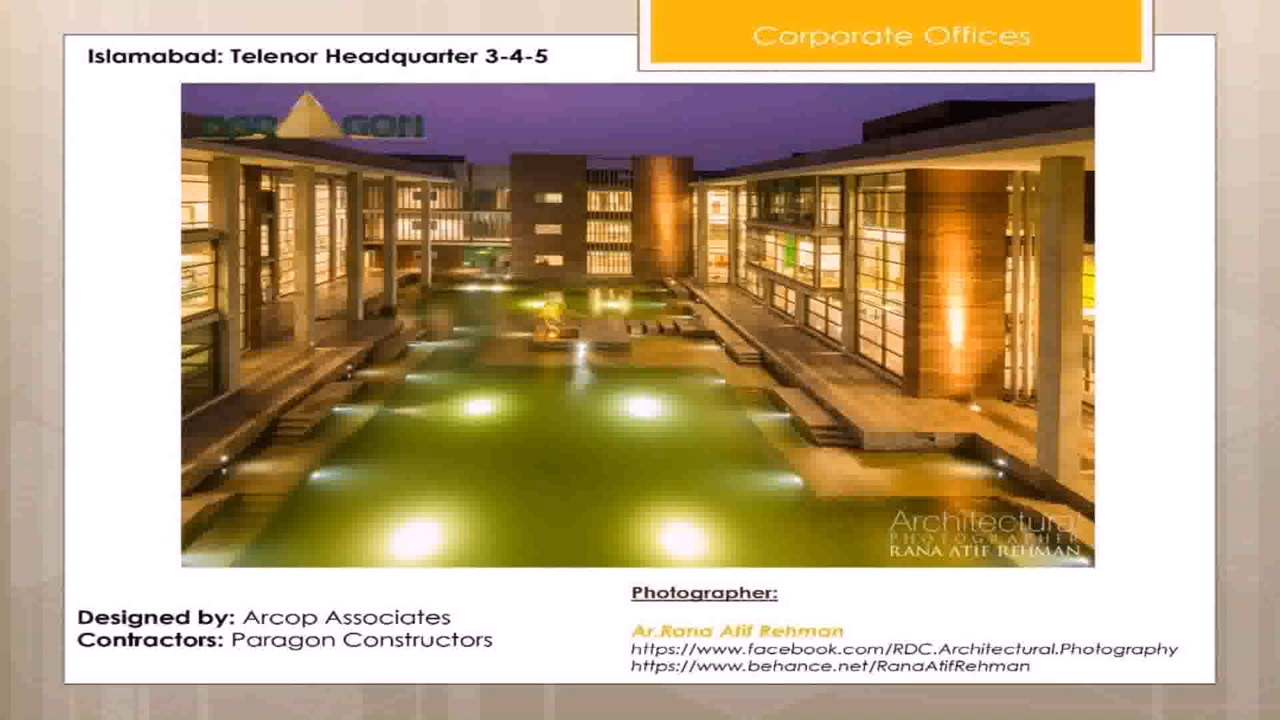 Corporate Offices
Islamabad: Telenor Headquarter 3-4-5
PARAGON
Architectural
PHOTOGRAPHER
RANA ATIF REHMAN
Photographer:
Designed by: Arcop Associates
Contractors: Paragon Constructors
Ar.Rana Atif Rehman
https://www.facebook.com/RDC.Architectural.Photography
https://www.behance.net/RanaAtifRehman